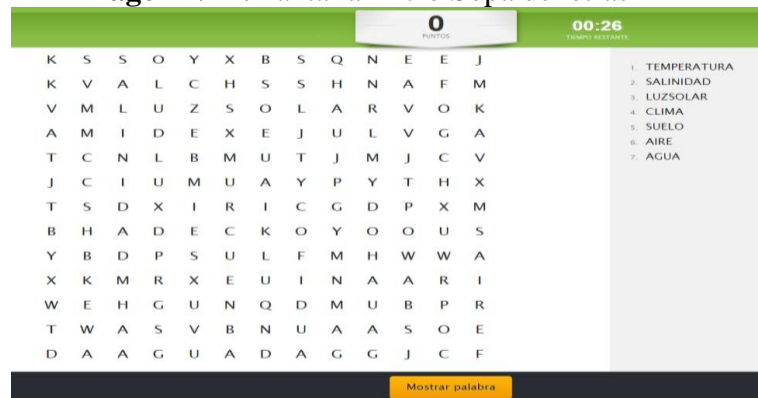 0
PUNTOS
00:26
TIEMPO RESTANTE
K S S O Y X B S Q N E E J
K V A L C H S S H N A F M
V M L U Z S O L A R V O K
A M I D E X E J U L V G A
T C N L B M U T J M J C V
J C I U M U A Y P Y T H X
T S D X I R I C G D P X M
B H A D E C K O Y O O U S
Y B D P S U L F M H W W A
X K M R X E U I N A A R I
W E H G U N Q D M U B P R
T W A S V B N U A A S O E
D A A G U A D A G G J C F
1. TEMPERATURA
2. SALINIDAD
3. LUZSOLAR
4. CLIMA
5. SUELO
6. AIRE
7. AGUA
Mostrar palabra